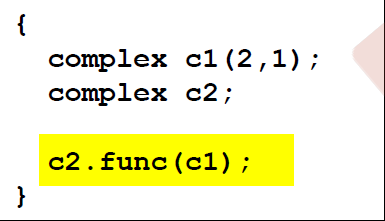 {
complex c1(2,1);
complex c2;
c2.func(c1);
}